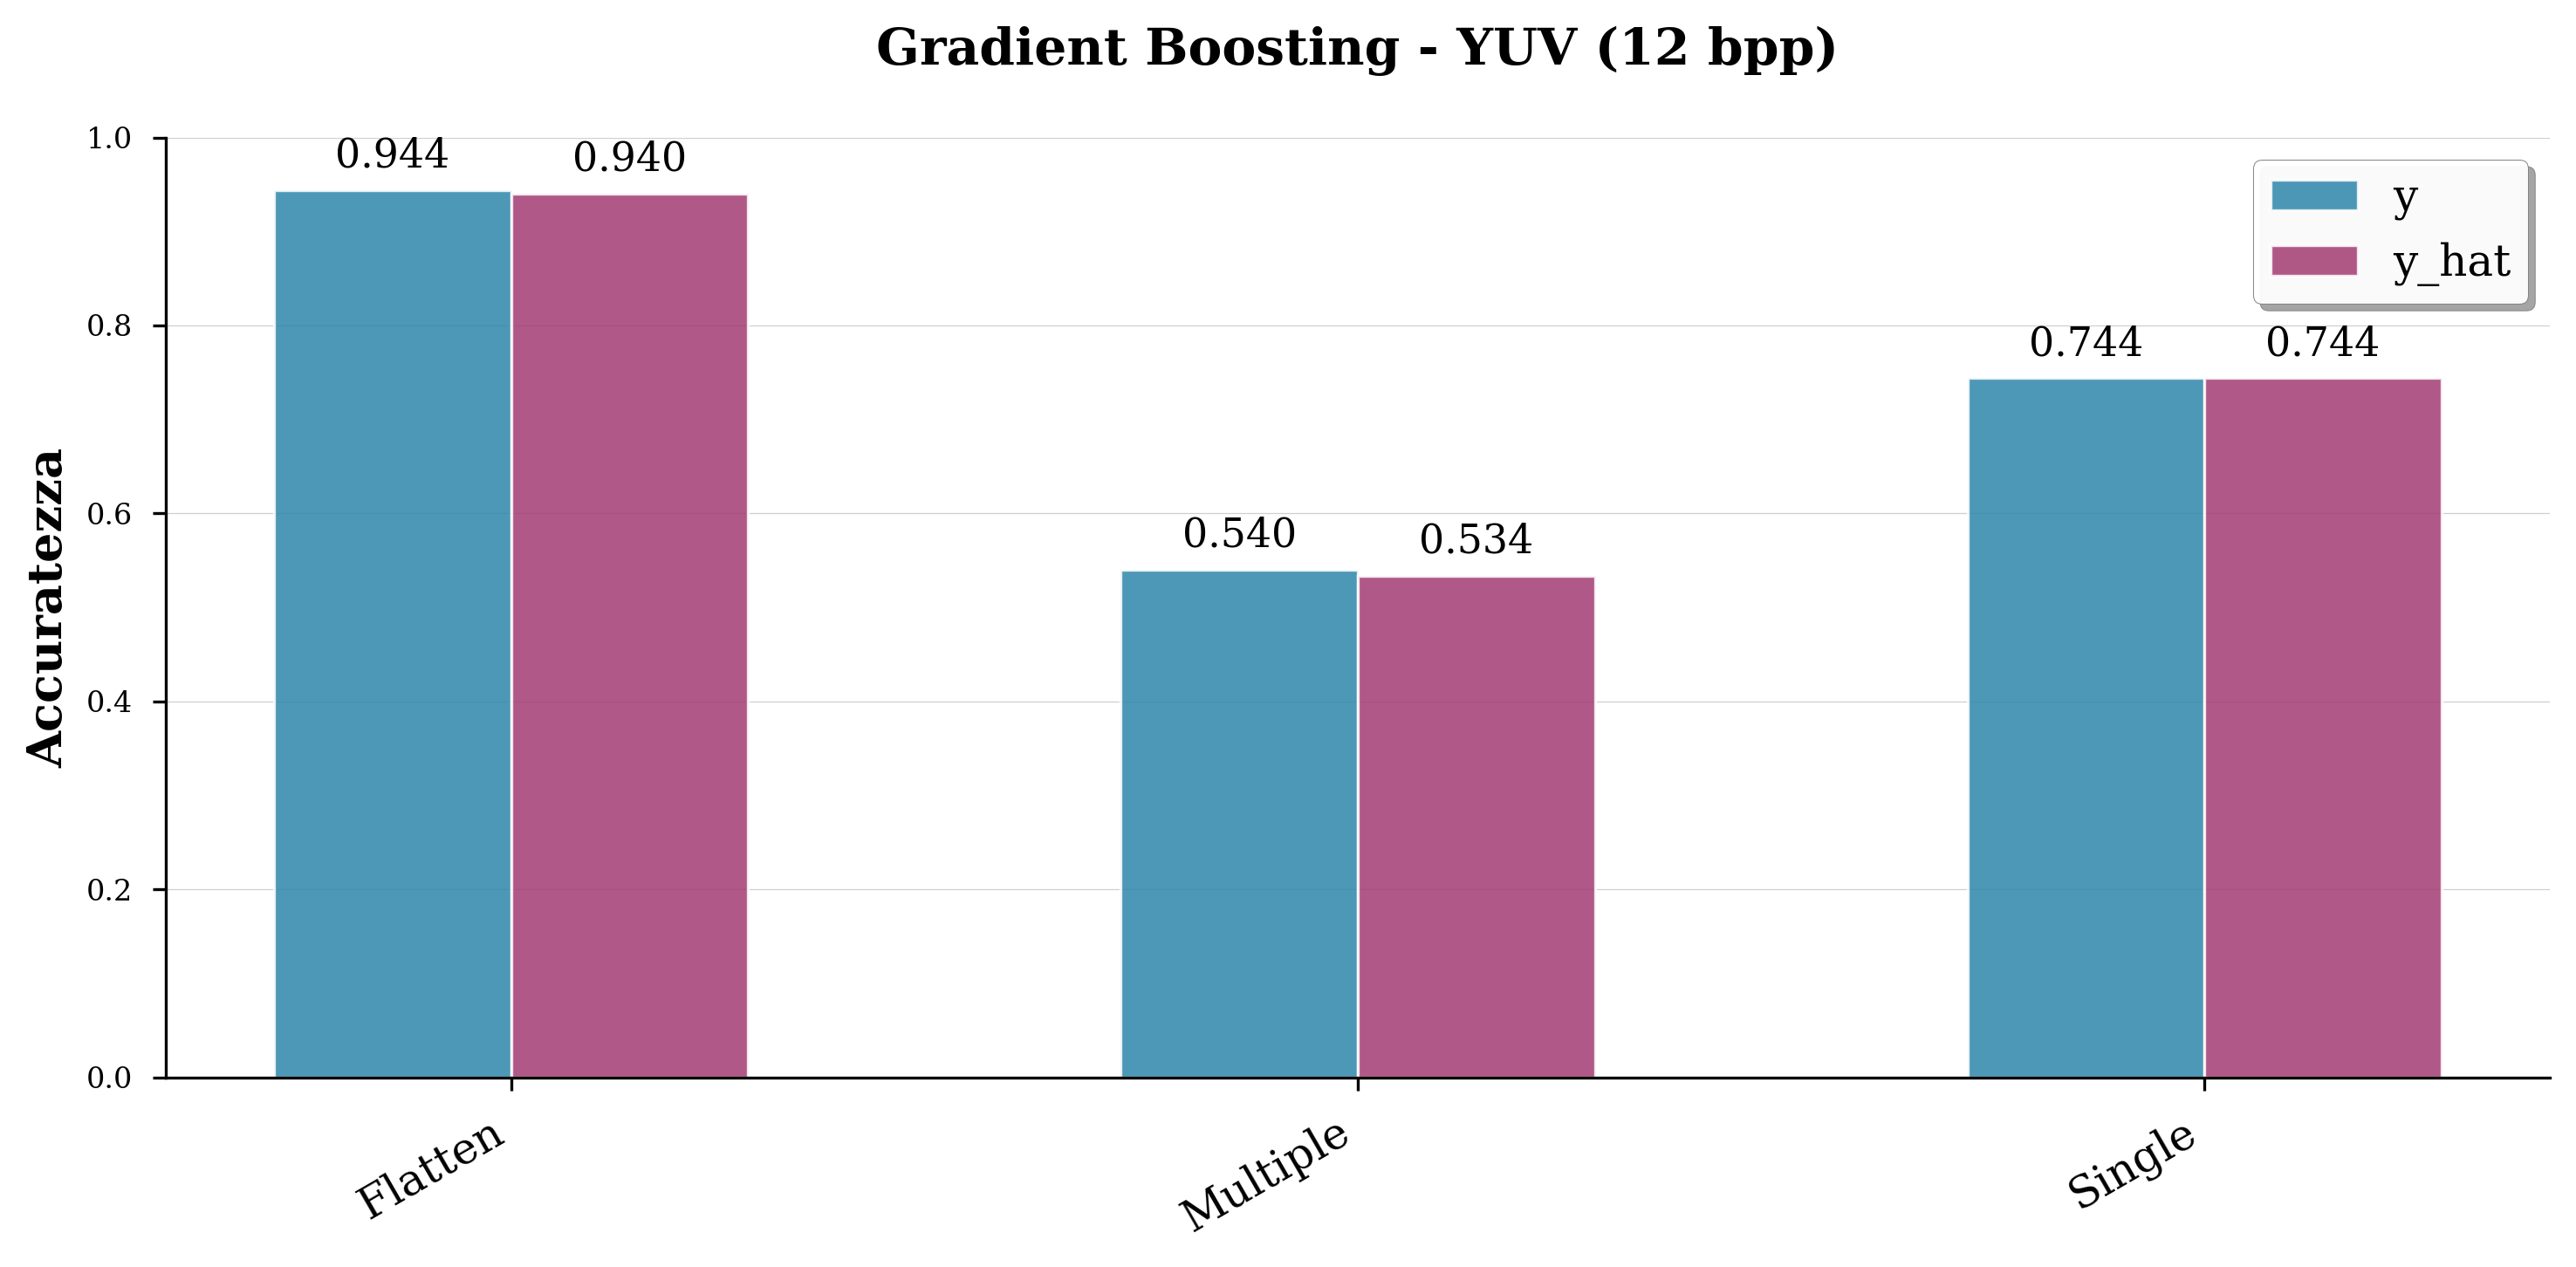 Gradient Boosting - YUV (12 bpp)
Accuratezza
1.0
0.8
0.6
0.4
0.2
0.0
0.944
0.940
0.540
0.534
0.744
0.744
y
y_hat
Flatten
Multiple
Single